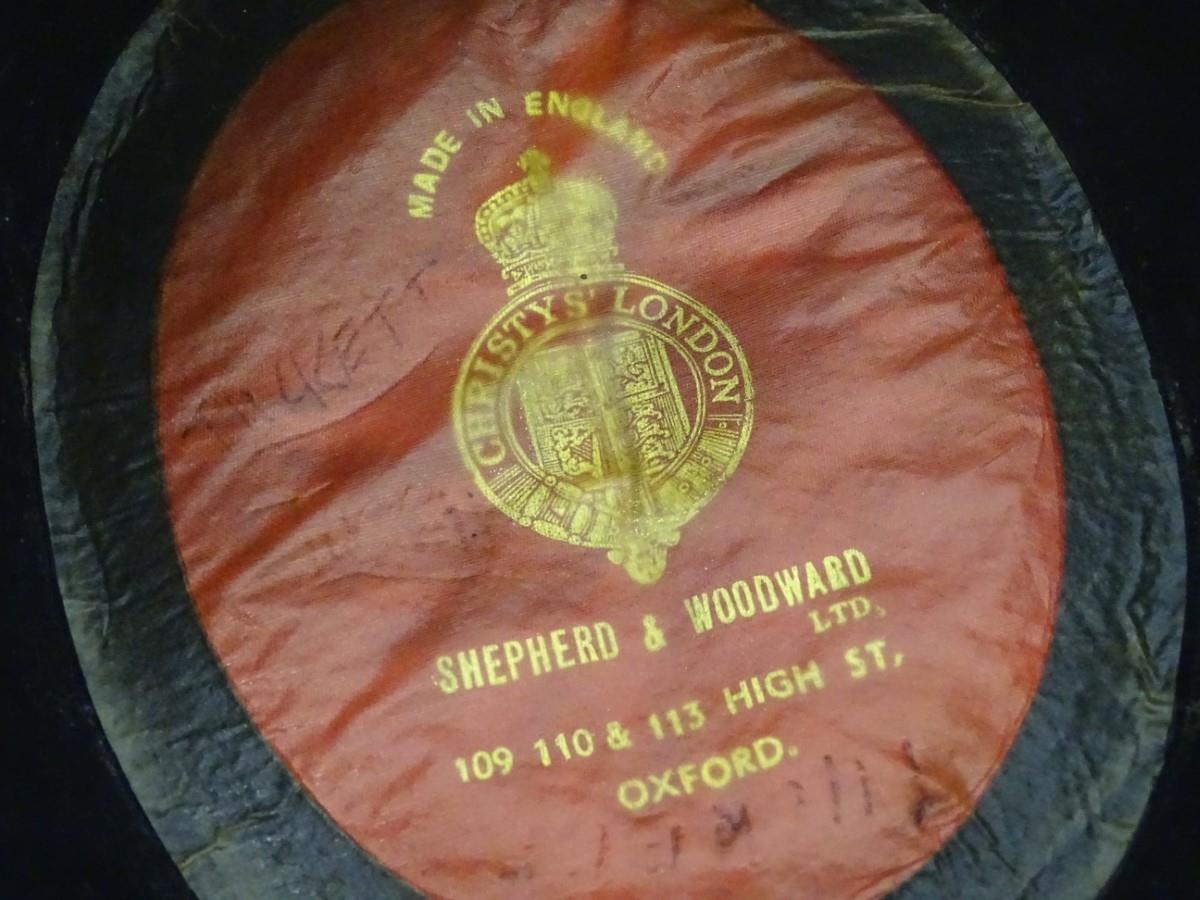 MADE IN ENGLAND
CHRISTYS' LONDON
SHEPHERD & WOODWARD
LTD.
109 110 & 113 HIGH ST,
OXFORD.